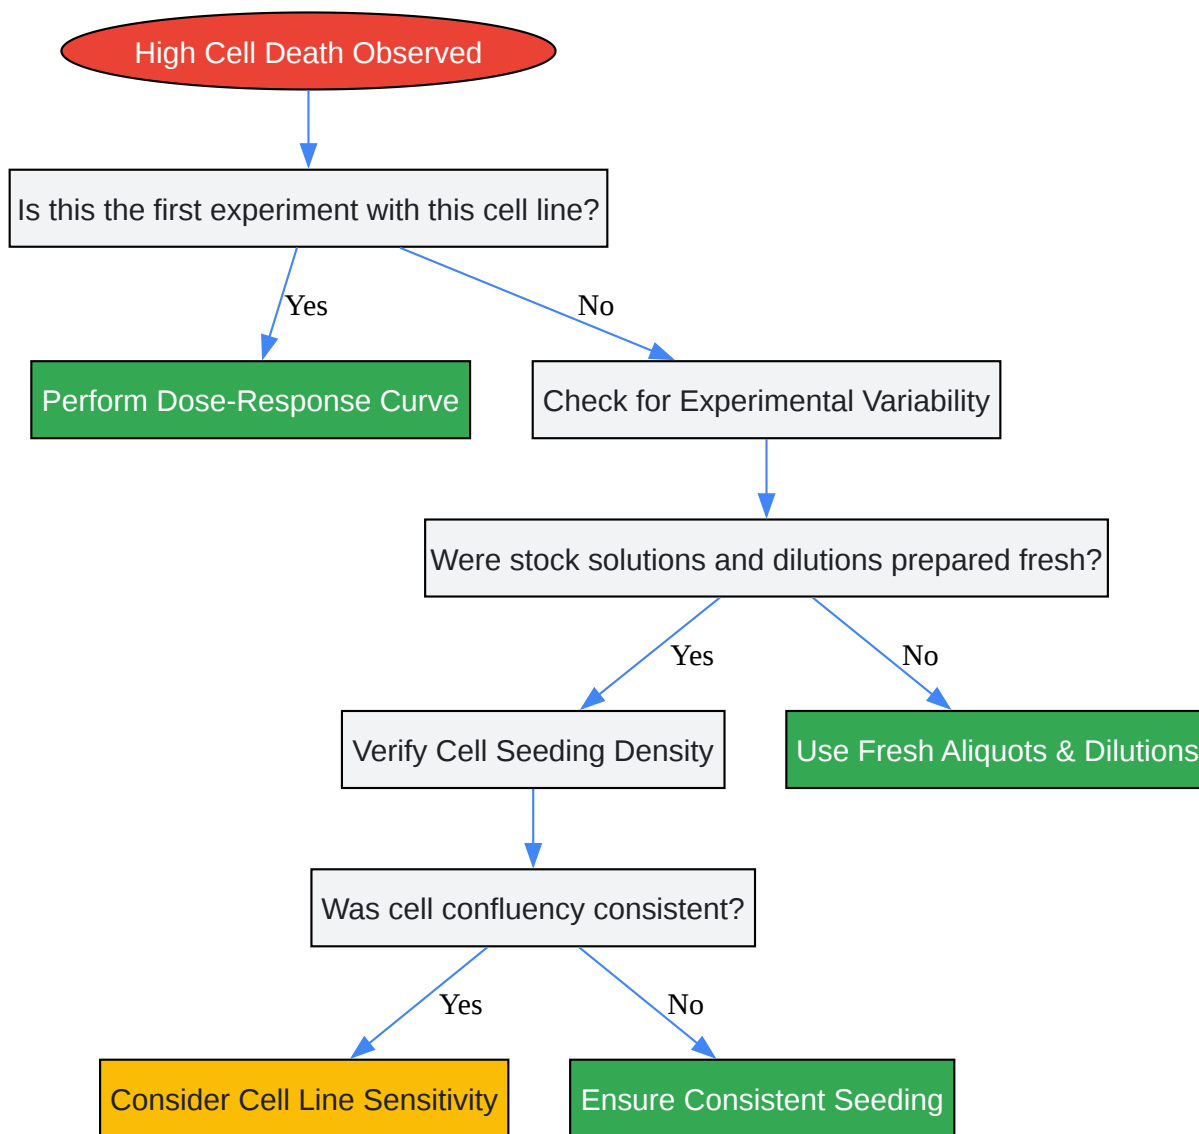 High Cell Death Observed
Is this the first experiment with this cell line?
Yes
No
Perform Dose-Response Curve
Check for Experimental Variability
Were stock solutions and dilutions prepared fresh?
Yes
No
Verify Cell Seeding Density
Use Fresh Aliquots & Dilutions
Was cell confluency consistent?
Yes
No
Consider Cell Line Sensitivity
Ensure Consistent Seeding